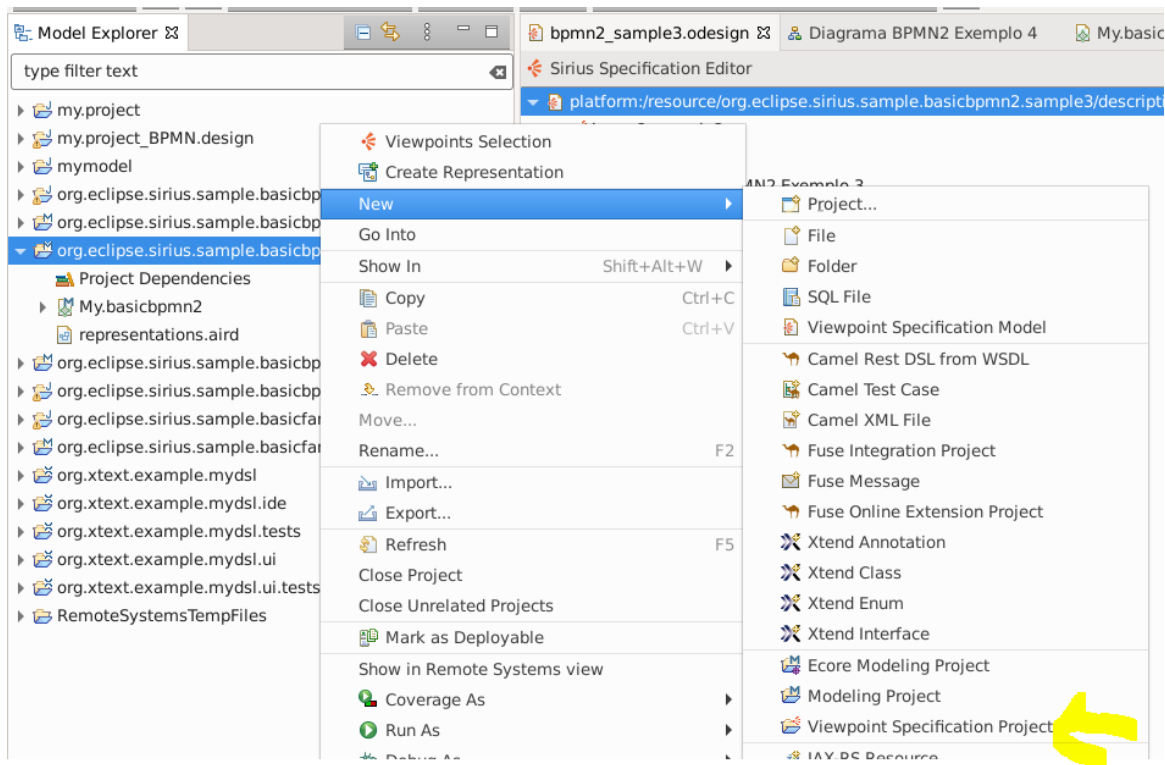 Model Explorer
type filter text
my.project
my.project_BPMN.design
mymodel
org.eclipse.sirius.sample.basicbp
org.eclipse.sirius.sample.basicbp
org.eclipse.sirius.sample.basicbp
Project Dependencies
My.basicbpmn2
representations.aird
org.eclipse.sirius.sample.basicbp
org.eclipse.sirius.sample.basicbp
org.eclipse.sirius.sample.basicfar
org.eclipse.sirius.sample.basicfar
org.xtext.example.mydsl
org.xtext.example.mydsl.ide
org.xtext.example.mydsl.tests
org.xtext.example.mydsl.ui
org.xtext.example.mydsl.ui.tests
RemoteSystemsTempFiles
bpmn2_sample3.odesign Diagrama BPMN2 Exemplo 4 My.basic
Sirius Specification Editor
platform:/resource/org.eclipse.sirius.sample.basicbpmn2.sample3/descripti
MN2 Exemplo 3
Viewpoints Selection
Create Representation
New
Go Into
Show In Shift+Alt+W
Copy Ctrl+C
Paste Ctrl+V
Delete
Remove from Context
Move...
Rename... F2
Import...
Export...
Refresh F5
Close Project
Close Unrelated Projects
Mark as Deployable
Show in Remote Systems view
Coverage As
Run As
Debug As
Project...
File
Folder
SQL File
Viewpoint Specification Model
Camel Rest DSL from WSDL
Camel Test Case
Camel XML File
Fuse Integration Project
Fuse Message
Fuse Online Extension Project
Xtend Annotation
Xtend Class
Xtend Enum
Xtend Interface
Ecore Modeling Project
Modeling Project
Viewpoint Specification Project
JAX-RS Resource